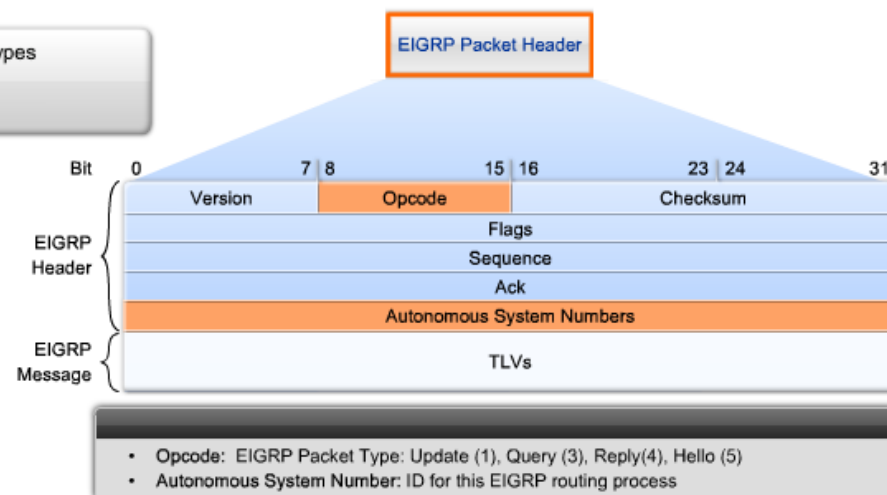 EIGRP Packet Header
Bit 0 7 8 15 16 23 24 31
Version Opcode Checksum
Flags
EIGRP
Header
Sequence
Ack
Autonomous System Numbers
EIGRP
Message
TLVs
• Opcode: EIGRP Packet Type: Update (1), Query (3), Reply(4), Hello (5)
• Autonomous System Number: ID for this EIGRP routing process